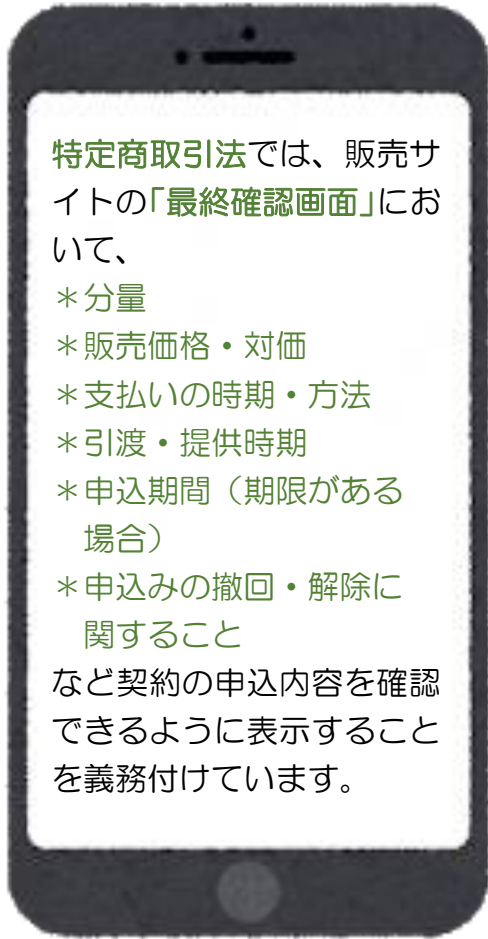 特定商取引法では、販売サ
イトの｢最終確認画面｣にお
いて、
＊分量
＊販売価格・対価
＊支払いの時期・方法
＊引渡・提供時期
＊申込期間（期限がある
場合）
＊申込みの撤回・解除に
関すること
など契約の申込内容を確認
できるように表示すること
を義務付けています。